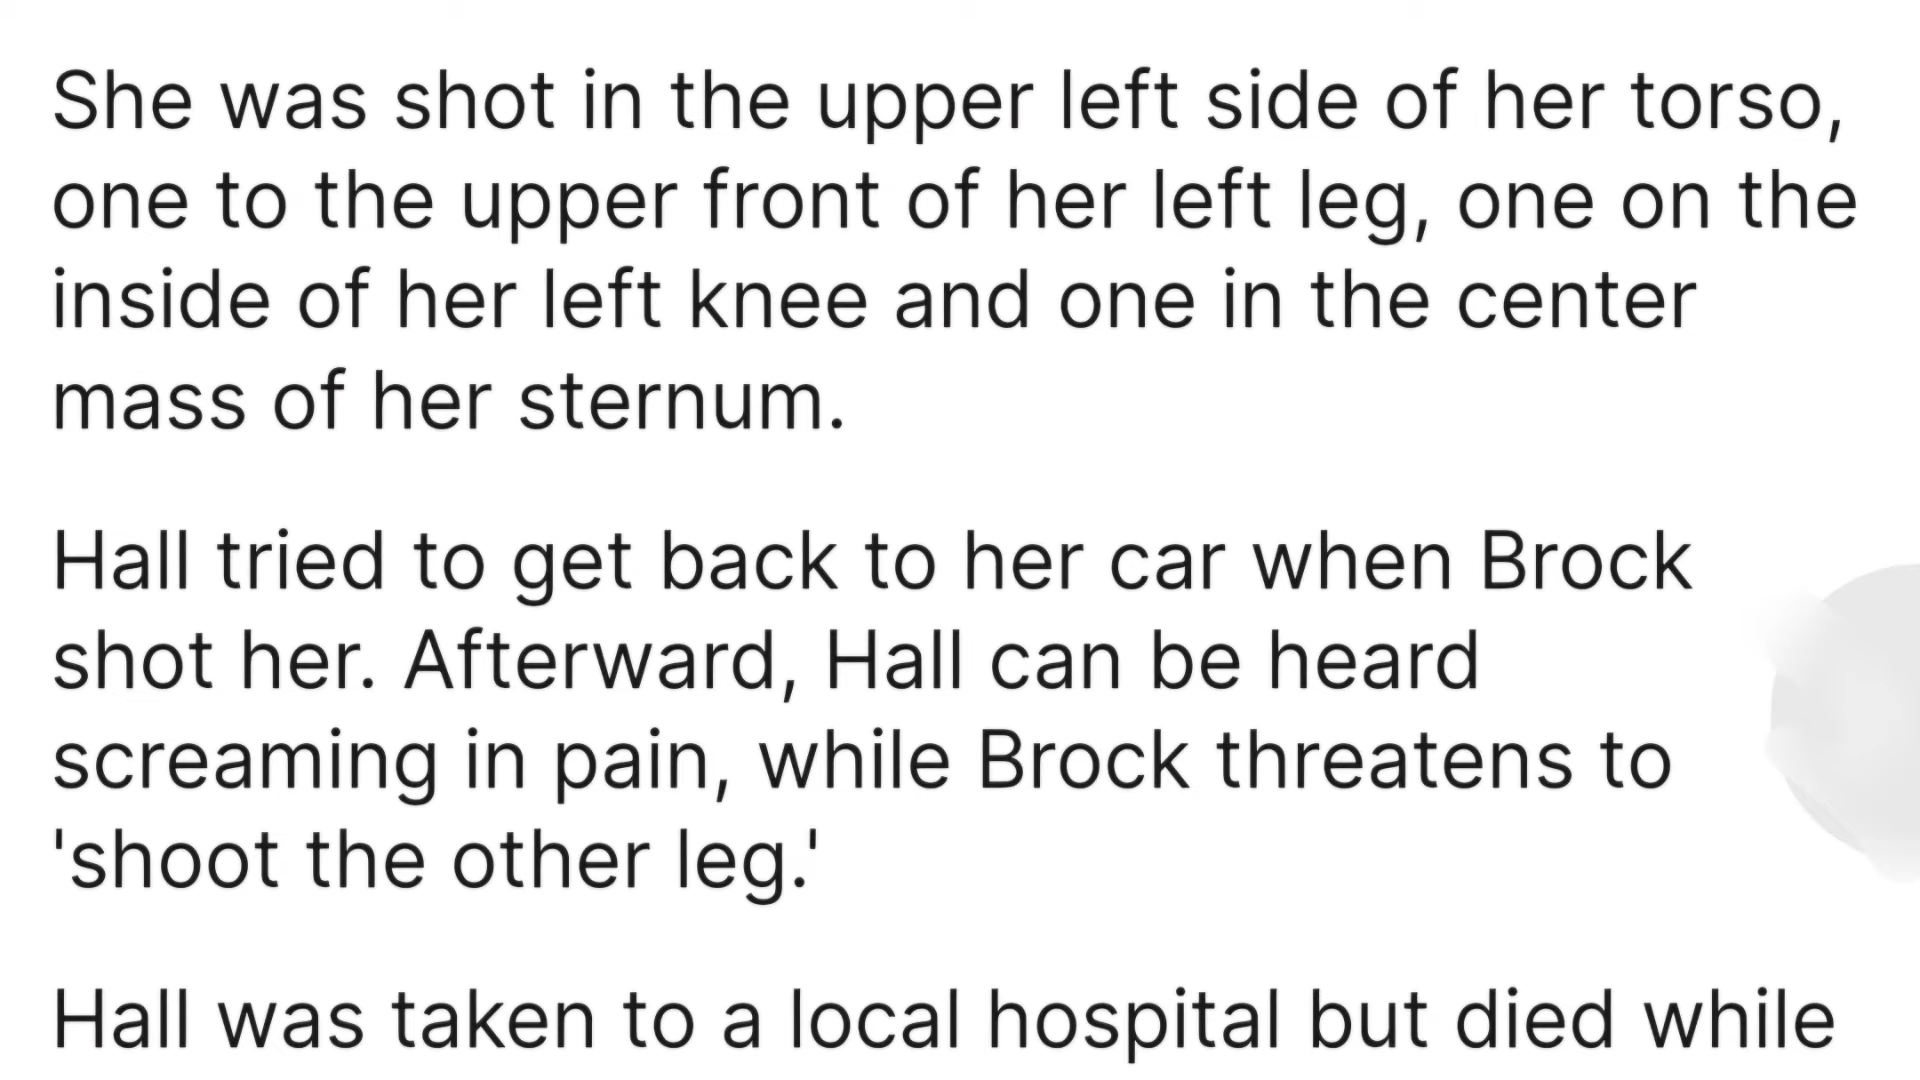 She was shot in the upper left side of her torso,
one to the upper front of her left leg, one on the
inside of her left knee and one in the center
mass of her sternum.
Hall tried to get back to her car when Brock
shot her. Afterward, Hall can be heard
screaming in pain, while Brock threatens to
'shoot the other leg.'
Hall was taken to a local hospital but died while